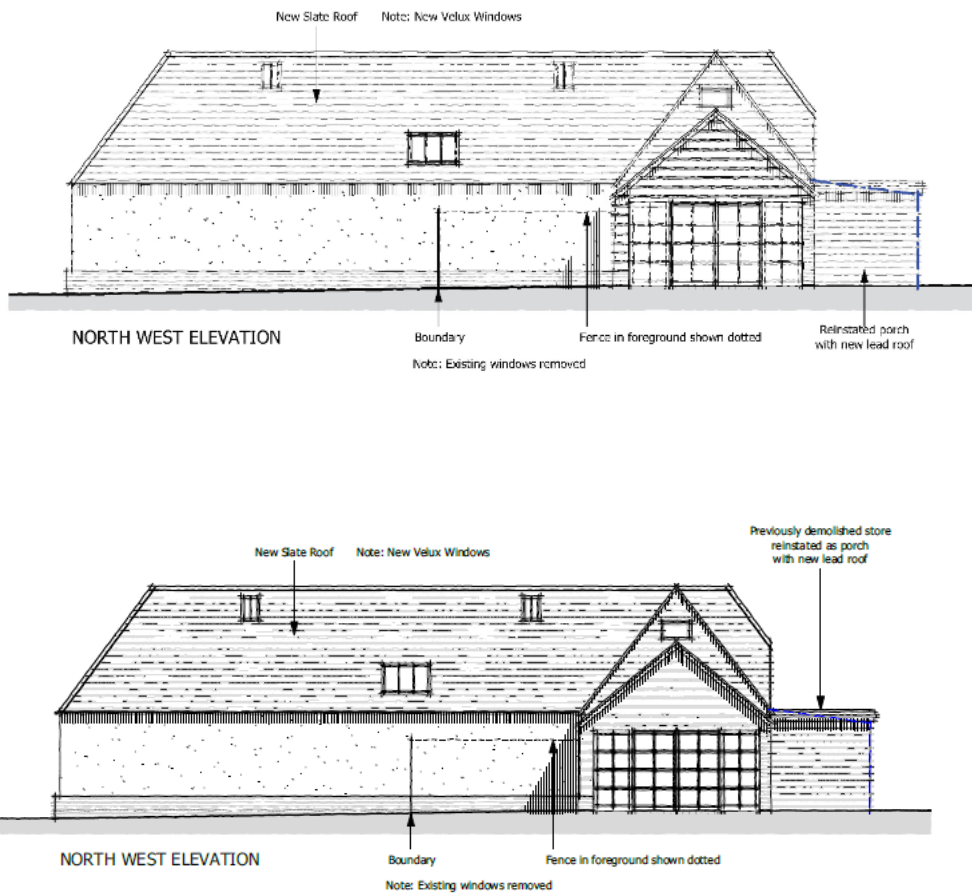 New Slate Roof Note: New Velux Windows
NORTH WEST ELEVATION
Boundary
Fence in foreground shown dotted
Reinstated porch
with new lead roof
Note: Existing windows removed
Previously demolished store
reinstated as porch
with new lead roof
New Slate Roof Note: New Velux Windows
NORTH WEST ELEVATION
Boundary
Fence in foreground shown dotted
Note: Existing windows removed